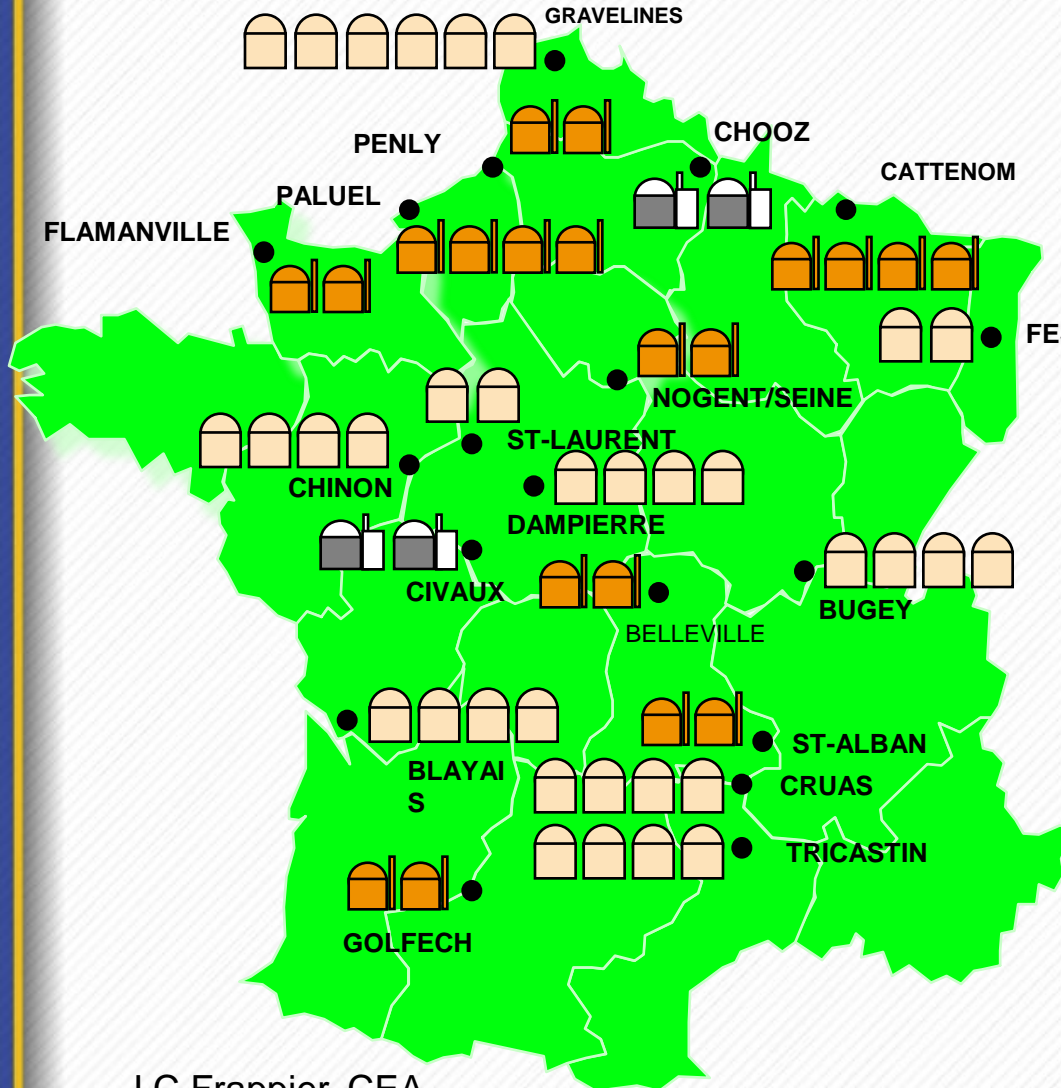 GRAVELINES
PENLY
CHOOZ
CATTENOM
PALUEL
FLAMANVILLE
FE
NOGENT/SEINE
ST-LAURENT
CHINON
DAMPIERRE
CIVAUX
BUGEY
BELLEVILLE
ST-ALBAN
BLAYAI
S
CRUAS
TRICASTIN
GOLFECH